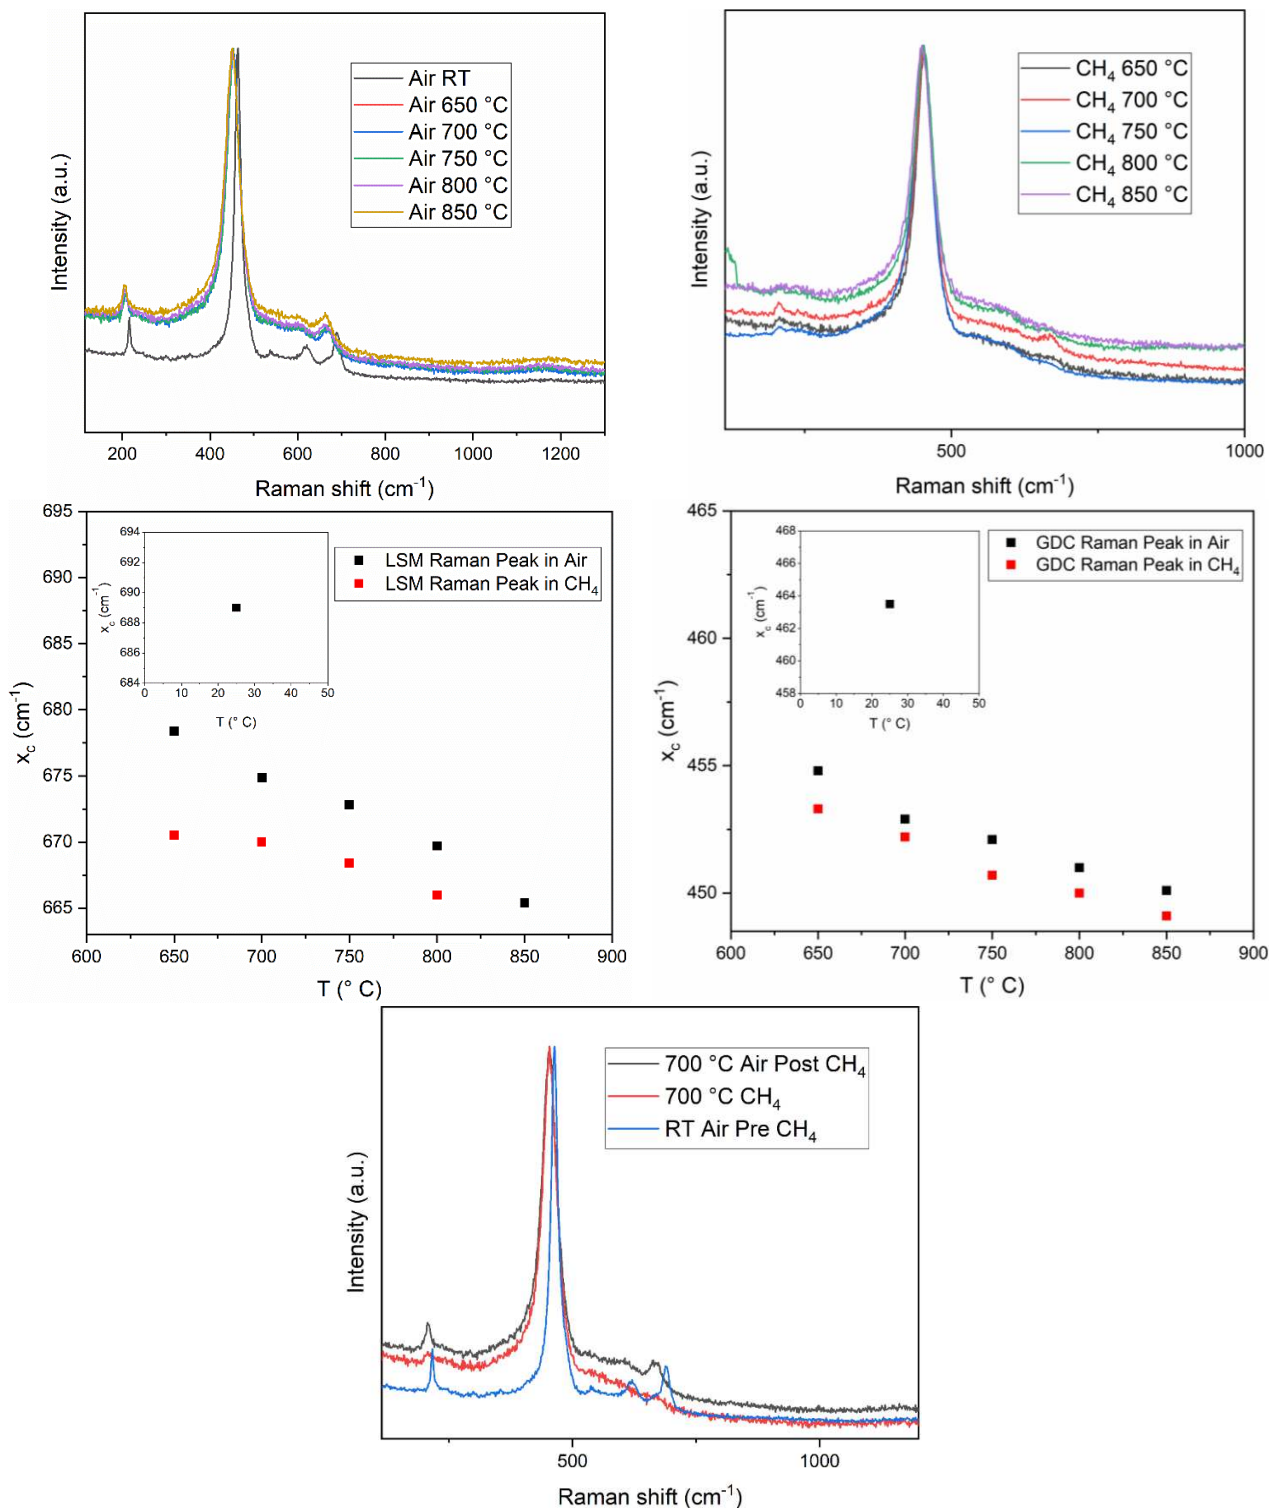 Air RT
Air 650 °C
Air 700 °C
Air 750 °C
Air 800 °C
Air 850 °C
Intensity (a.u.)
200 400 600 800 1000 1200
Raman shift (cm⁻¹)
CH₄ 650 °C
CH₄ 700 °C
CH₄ 750 °C
CH₄ 800 °C
CH₄ 850 °C
Intensity (a.u.)
500 1000
Raman shift (cm⁻¹)
695
690
685
680
675
670
665
x_c (cm⁻¹)
600 650 700 750 800 850 900
T (° C)
LSM Raman Peak in Air
LSM Raman Peak in CH₄
694
692
690
688
686
684
x_c (cm⁻¹)
0 10 20 30 40 50
T (° C)
465
460
455
450
x_c (cm⁻¹)
600 650 700 750 800 850 900
T (° C)
GDC Raman Peak in Air
GDC Raman Peak in CH₄
468
466
464
462
460
458
x_c (cm⁻¹)
0 10 20 30 40 50
T (° C)
700 °C Air Post CH₄
700 °C CH₄
RT Air Pre CH₄
Intensity (a.u.)
500 1000
Raman shift (cm⁻¹)